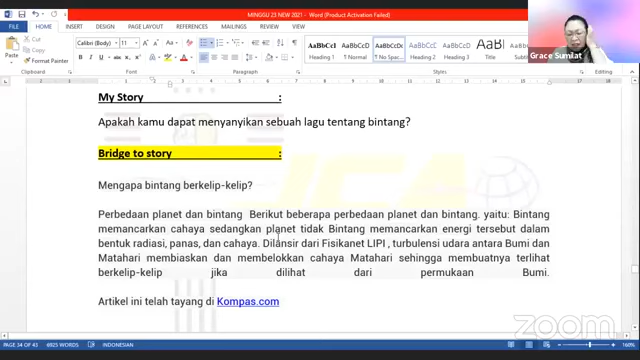 MINGGU 23 NEW 2021 - Word (Product Activation Failed)
FILE HOME INSERT DESIGN PAGE LAYOUT REFERENCES MAILINGS REVIEW VIEW
Calibri (Body) 11
Cut
Copy
Format Painter
Paste
Clipboard Font Paragraph Styles
AaBbCcI AaBbCcDc AaBbCcDc AaBbCcDc AaBbCcD AaBl AaBbCcD
¶ Normal ¶ No Spac... Heading 1 Heading 2 Title
Grace Sumilat
My Story :
Apakah kamu dapat menyanyikan sebuah lagu tentang bintang?
Bridge to story :
Mengapa bintang berkelip-kelip?
Perbedaan planet dan bintang Berikut beberapa perbedaan planet dan bintang. yaitu: Bintang
memancarkan cahaya sedangkan planet tidak Bintang memancarkan energi tersebut dalam
bentuk radiasi, panas, dan cahaya. Dilansir dari Fisikanet LIPI , turbulensi udara antara Bumi dan
Matahari membiaskan dan membelokkan cahaya Matahari sehingga membuatnya terlihat
berkelip-kelip jika dilihat dari permukaan Bumi.
Artikel ini telah tayang di Kompas.com
JCA
zoom
PAGE 34 OF 43 6925 WORDS INDONESIAN 160%